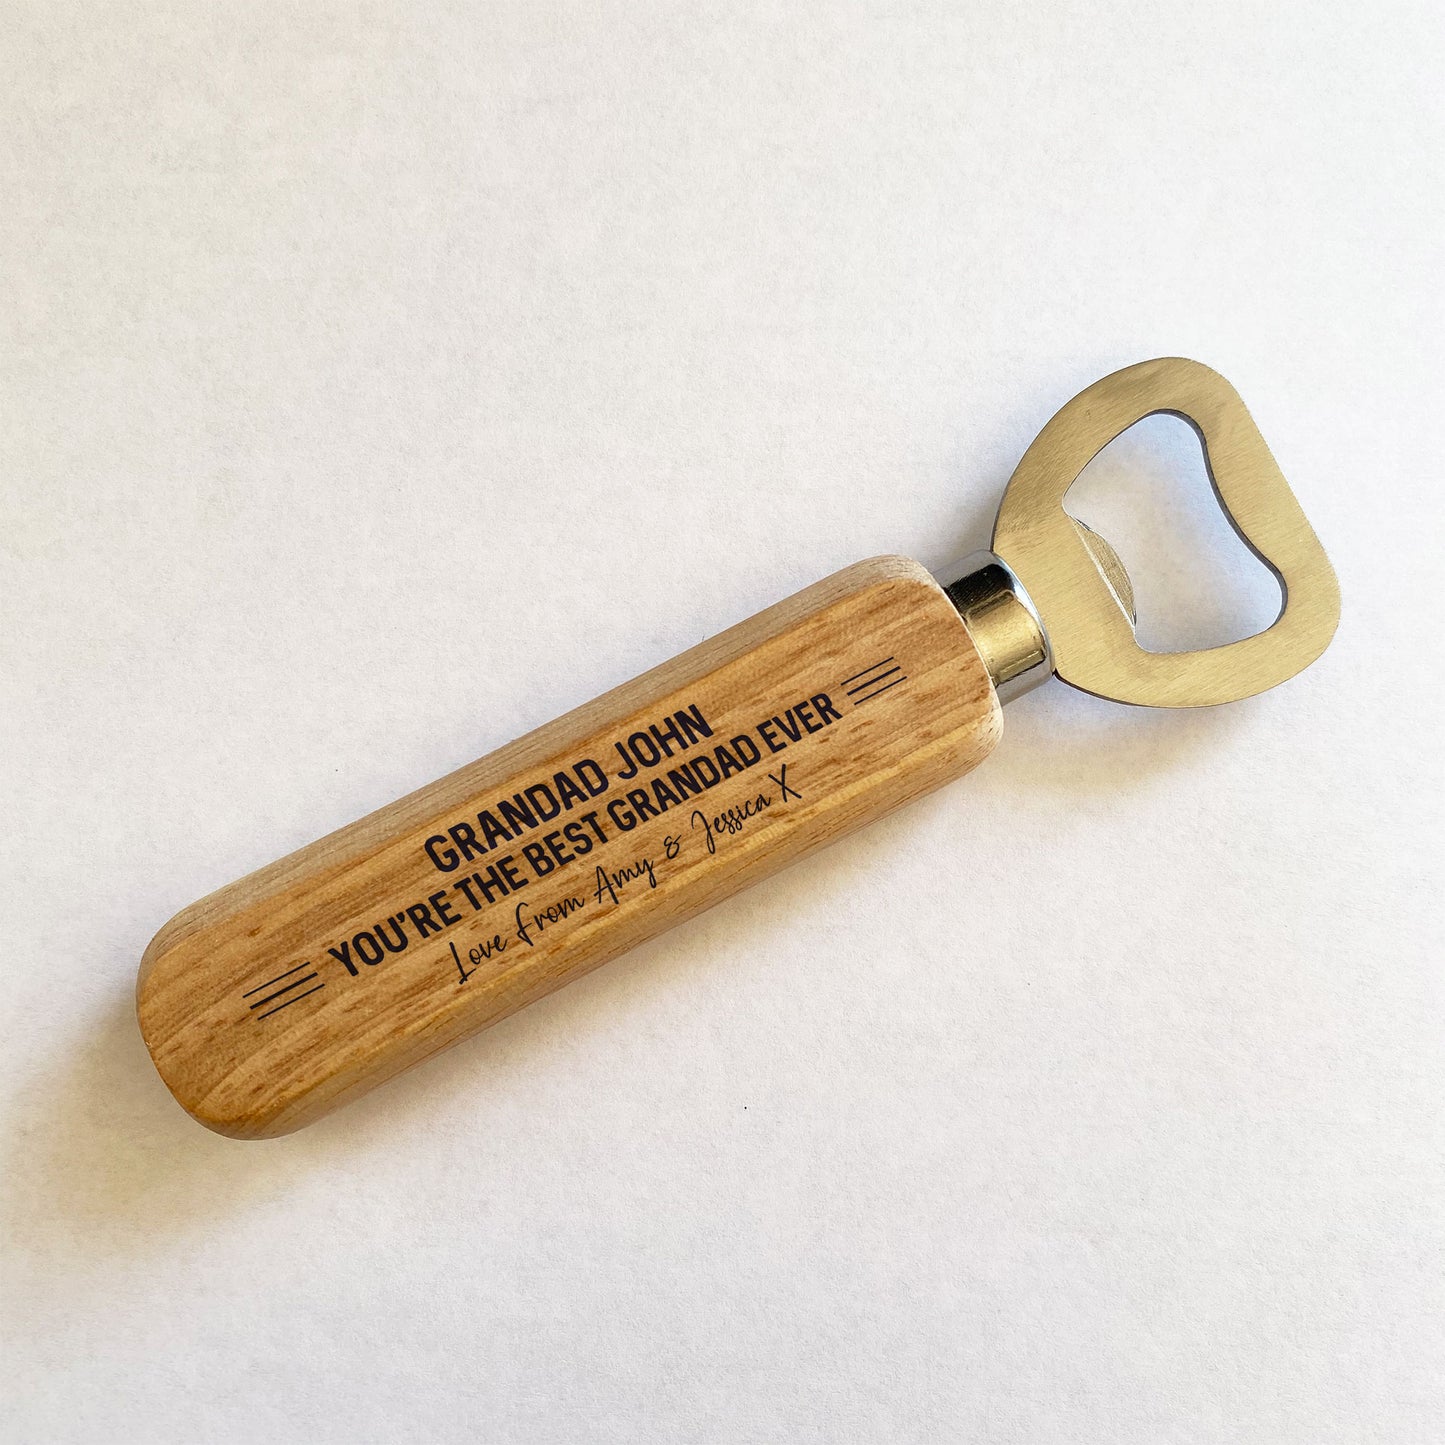 GRANDAD JOHN
YOU'RE THE BEST GRANDAD EVER
Love From Amy & Jessica X